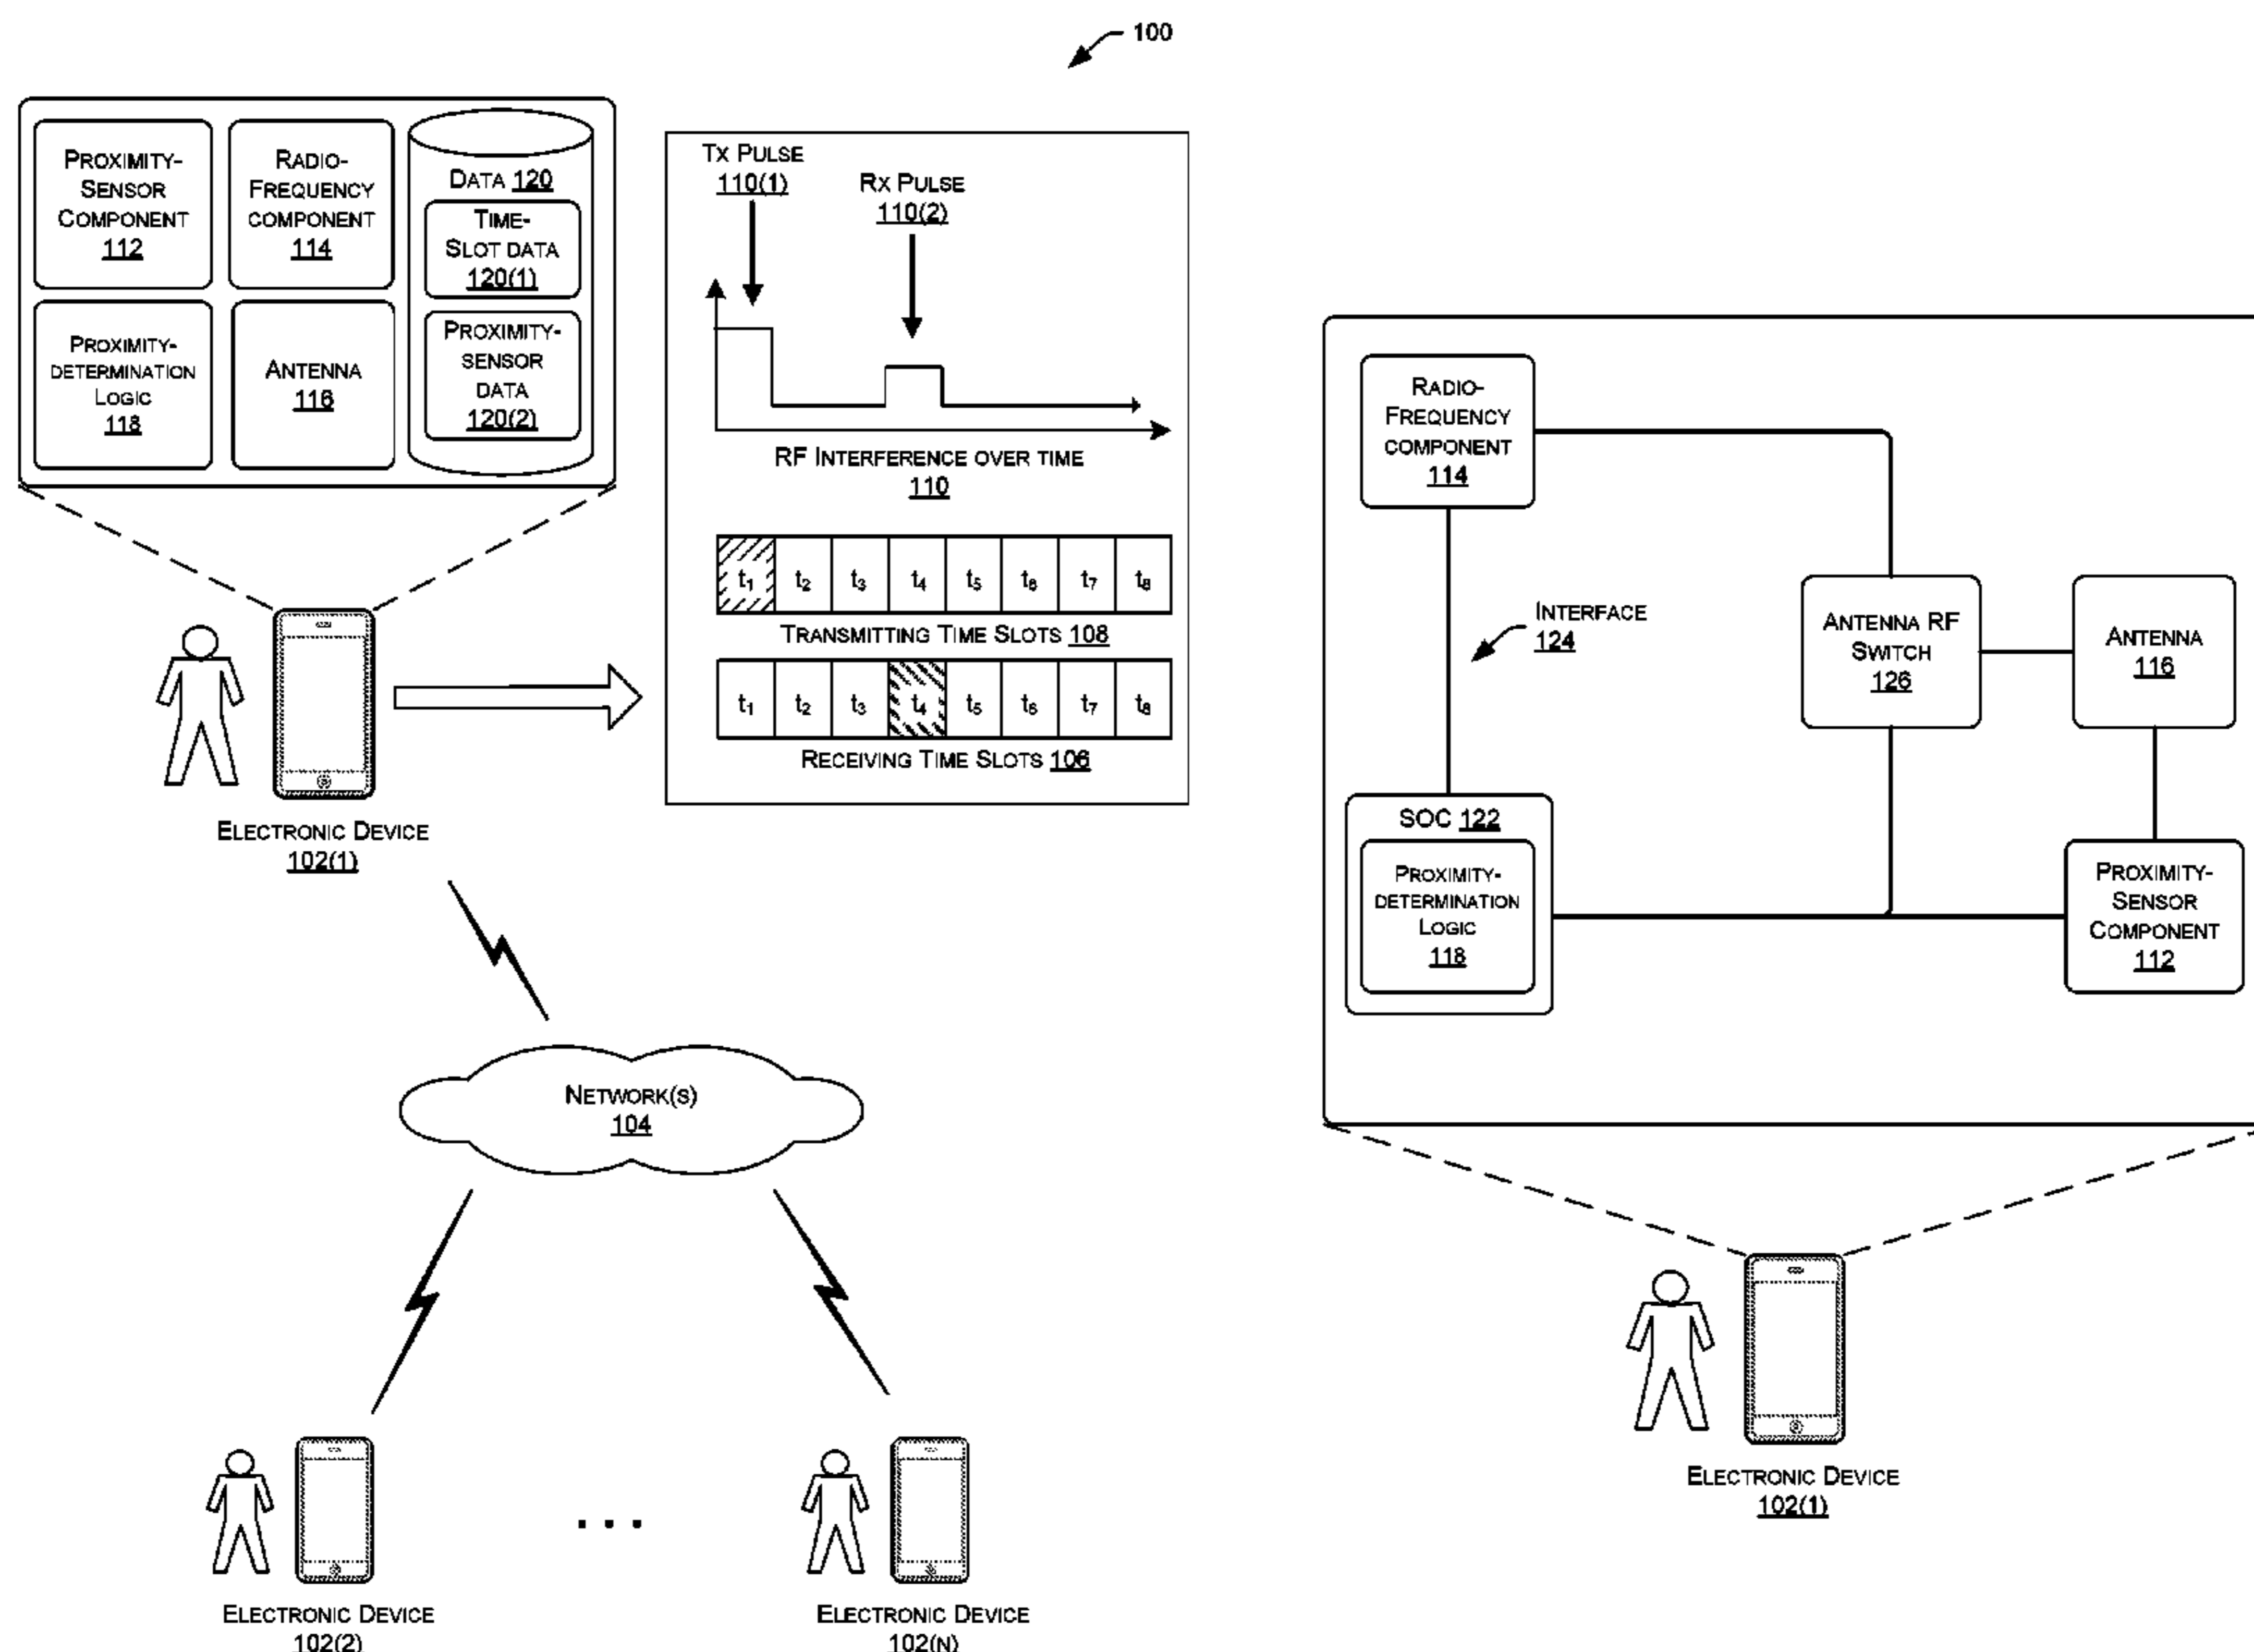 100
PROXIMITY-
SENSOR
COMPONENT
112
RADIO-
FREQUENCY
COMPONENT
114
DATA 120
TIME-
SLOT DATA
120(1)
PROXIMITY-
DETERMINATION
LOGIC
118
ANTENNA
116
PROXIMITY-
SENSOR
DATA
120(2)
TX PULSE
110(1)
RX PULSE
110(2)
RF INTERFERENCE OVER TIME
110
t1 t2 t3 t4 t5 t6 t7 t8
TRANSMITTING TIME SLOTS 108
t1 t2 t3 t4 t5 t6 t7 t8
RECEIVING TIME SLOTS 106
ELECTRONIC DEVICE
102(1)
NETWORK(S)
104
ELECTRONIC DEVICE
102(2)
...
ELECTRONIC DEVICE
102(N)
RADIO-
FREQUENCY
COMPONENT
114
INTERFACE
124
ANTENNA RF
SWITCH
126
ANTENNA
116
SOC 122
PROXIMITY-
DETERMINATION
LOGIC
118
PROXIMITY-
SENSOR
COMPONENT
112
ELECTRONIC DEVICE
102(1)